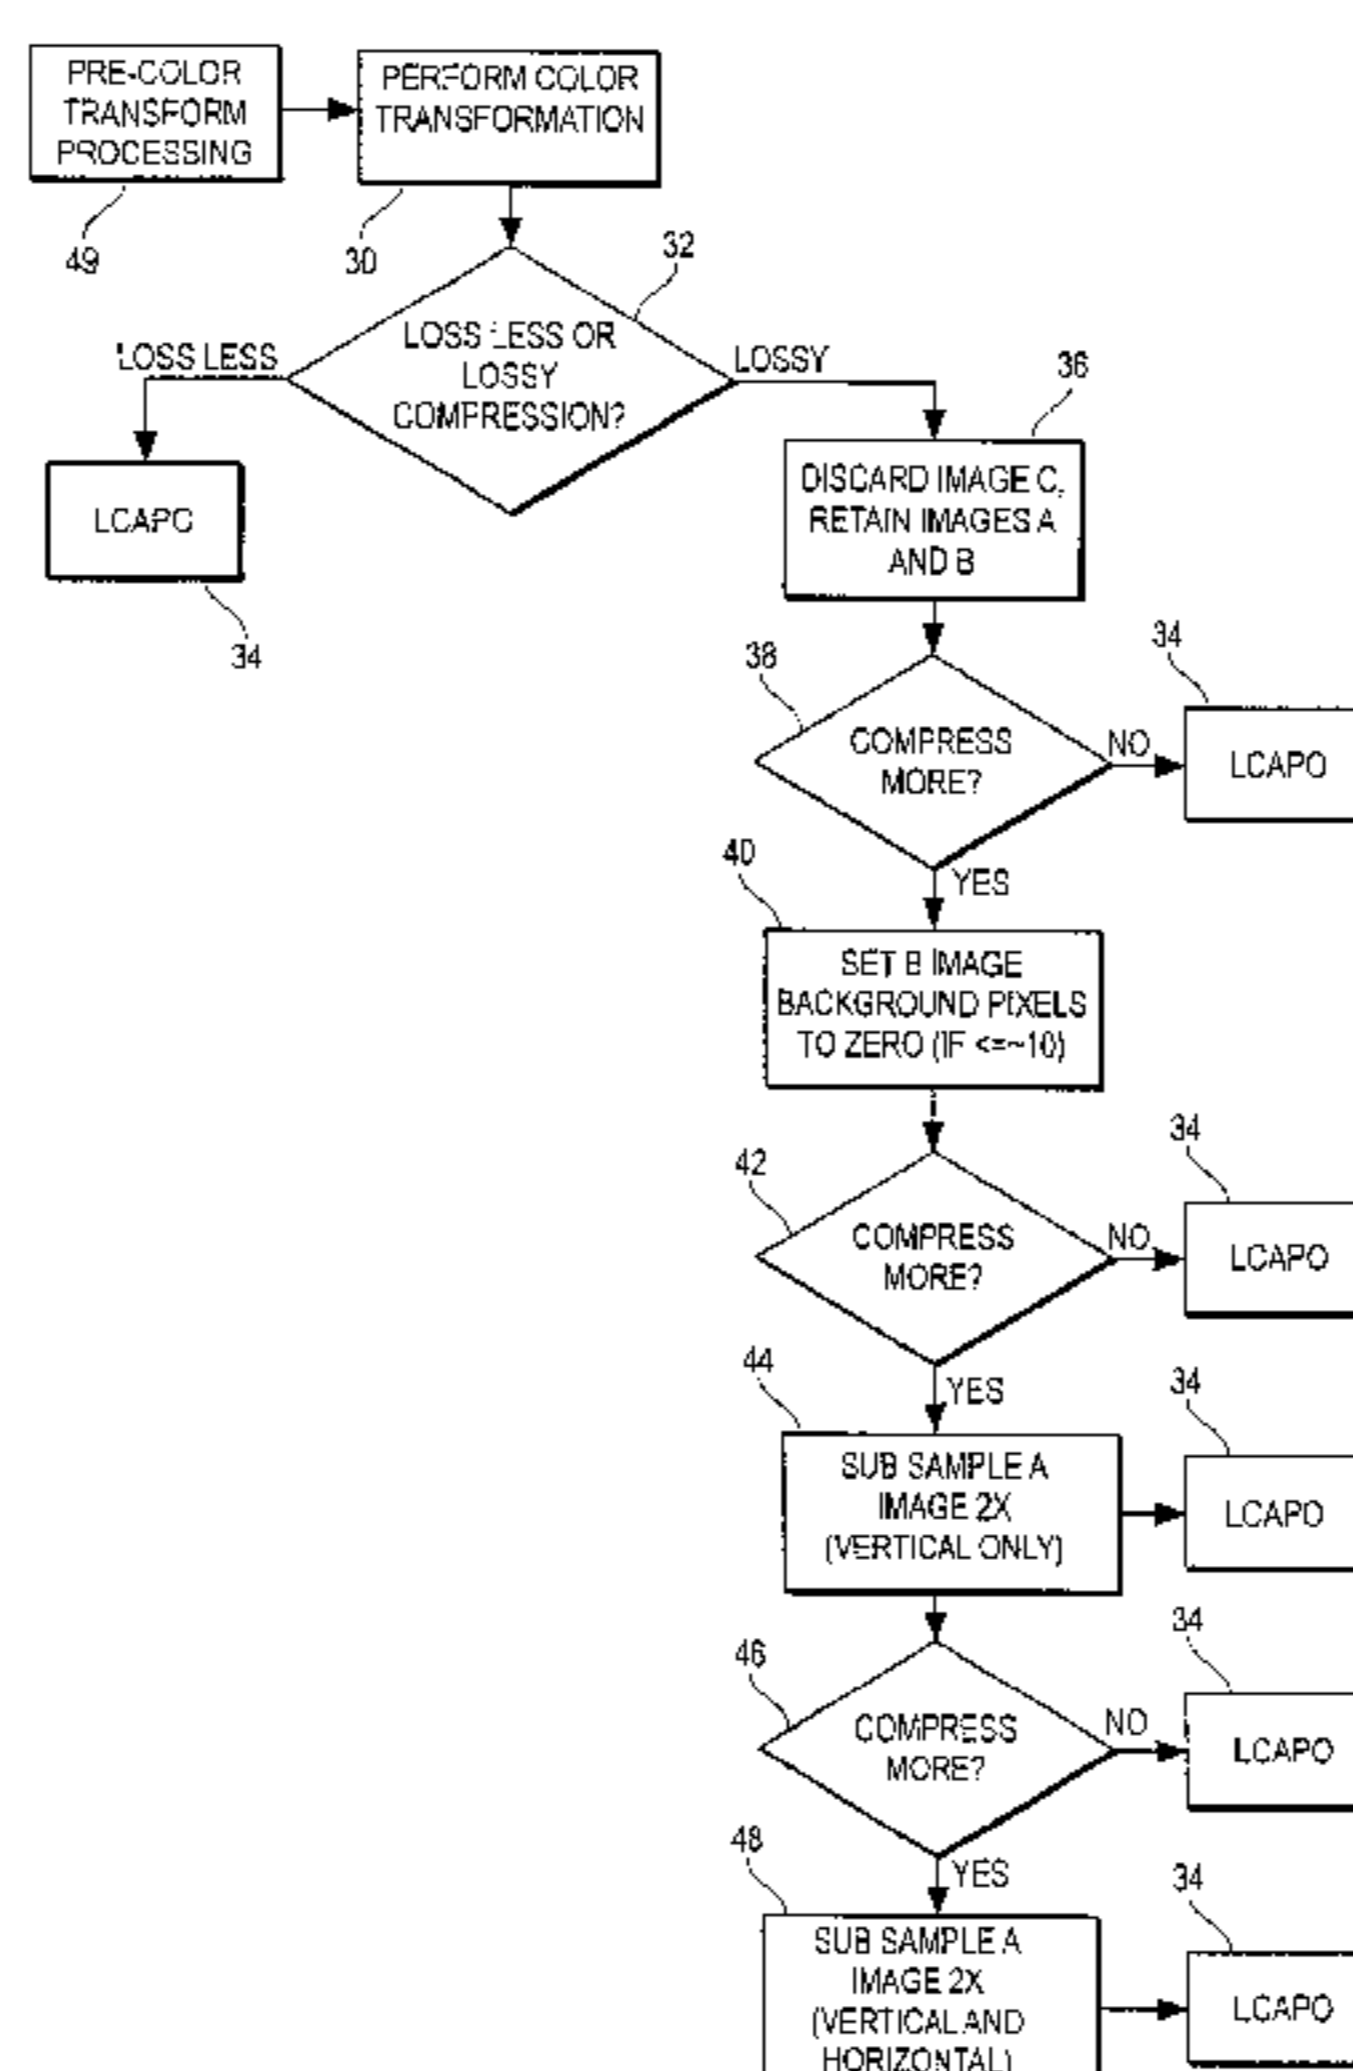 PRE-COLOR
TRANSFORM
PROCESSING
PERFORM COLOR
TRANSFORMATION
49
30
32
LOSS LESS OR
LOSSY
COMPRESSION?
LOSS LESS
LOSSY
36
LCAPO
34
DISCARD IMAGE C,
RETAIN IMAGES A
AND B
38
COMPRESS
MORE?
NO
34
LCAPO
YES
40
SET B IMAGE
BACKGROUND PIXELS
TO ZERO (IF <=~10)
42
COMPRESS
MORE?
NO
34
LCAPO
YES
44
SUB SAMPLE A
IMAGE 2X
(VERTICAL ONLY)
34
LCAPO
46
COMPRESS
MORE?
NO
34
LCAPO
YES
48
SUB SAMPLE A
IMAGE 2X
(VERTICAL AND
HORIZONTAL)
34
LCAPO